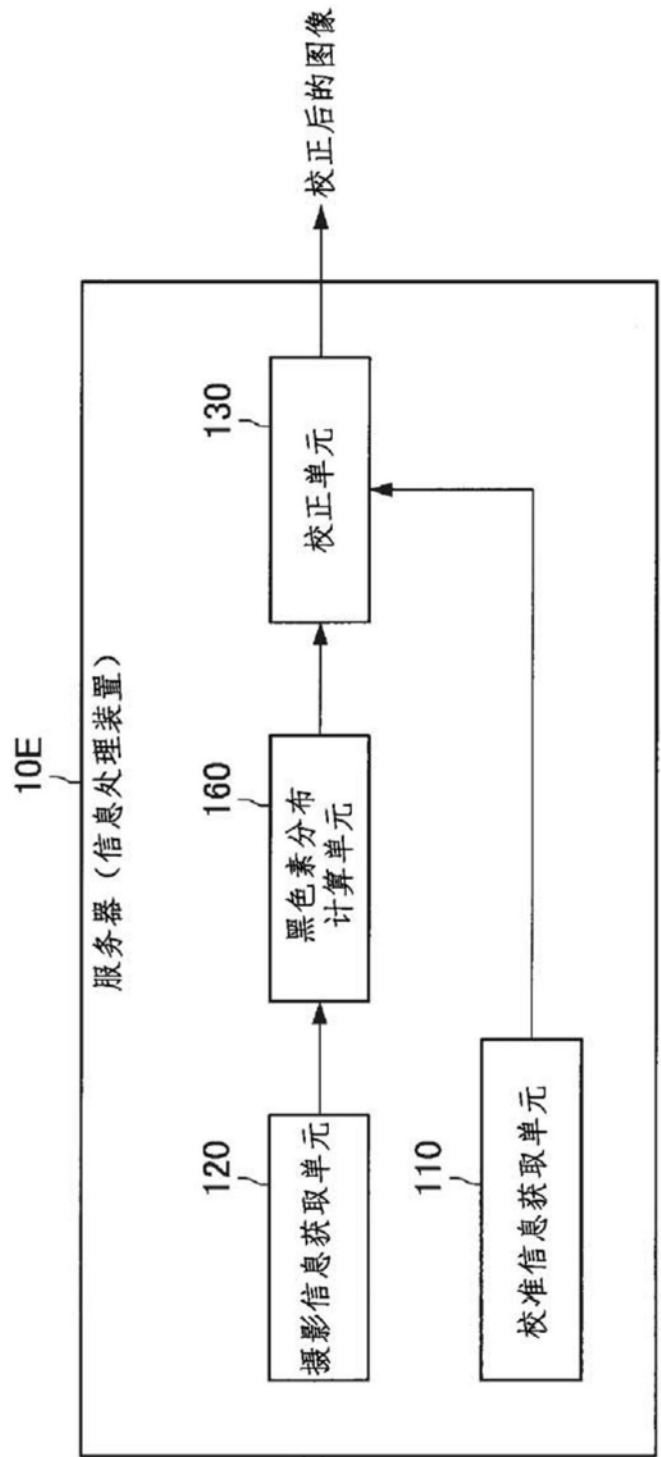 10E
服务器（信息处理装置）
120
摄影信息获取单元
160
黑色素分布
计算单元
130
校正单元
校正后的图像
110
校准信息获取单元